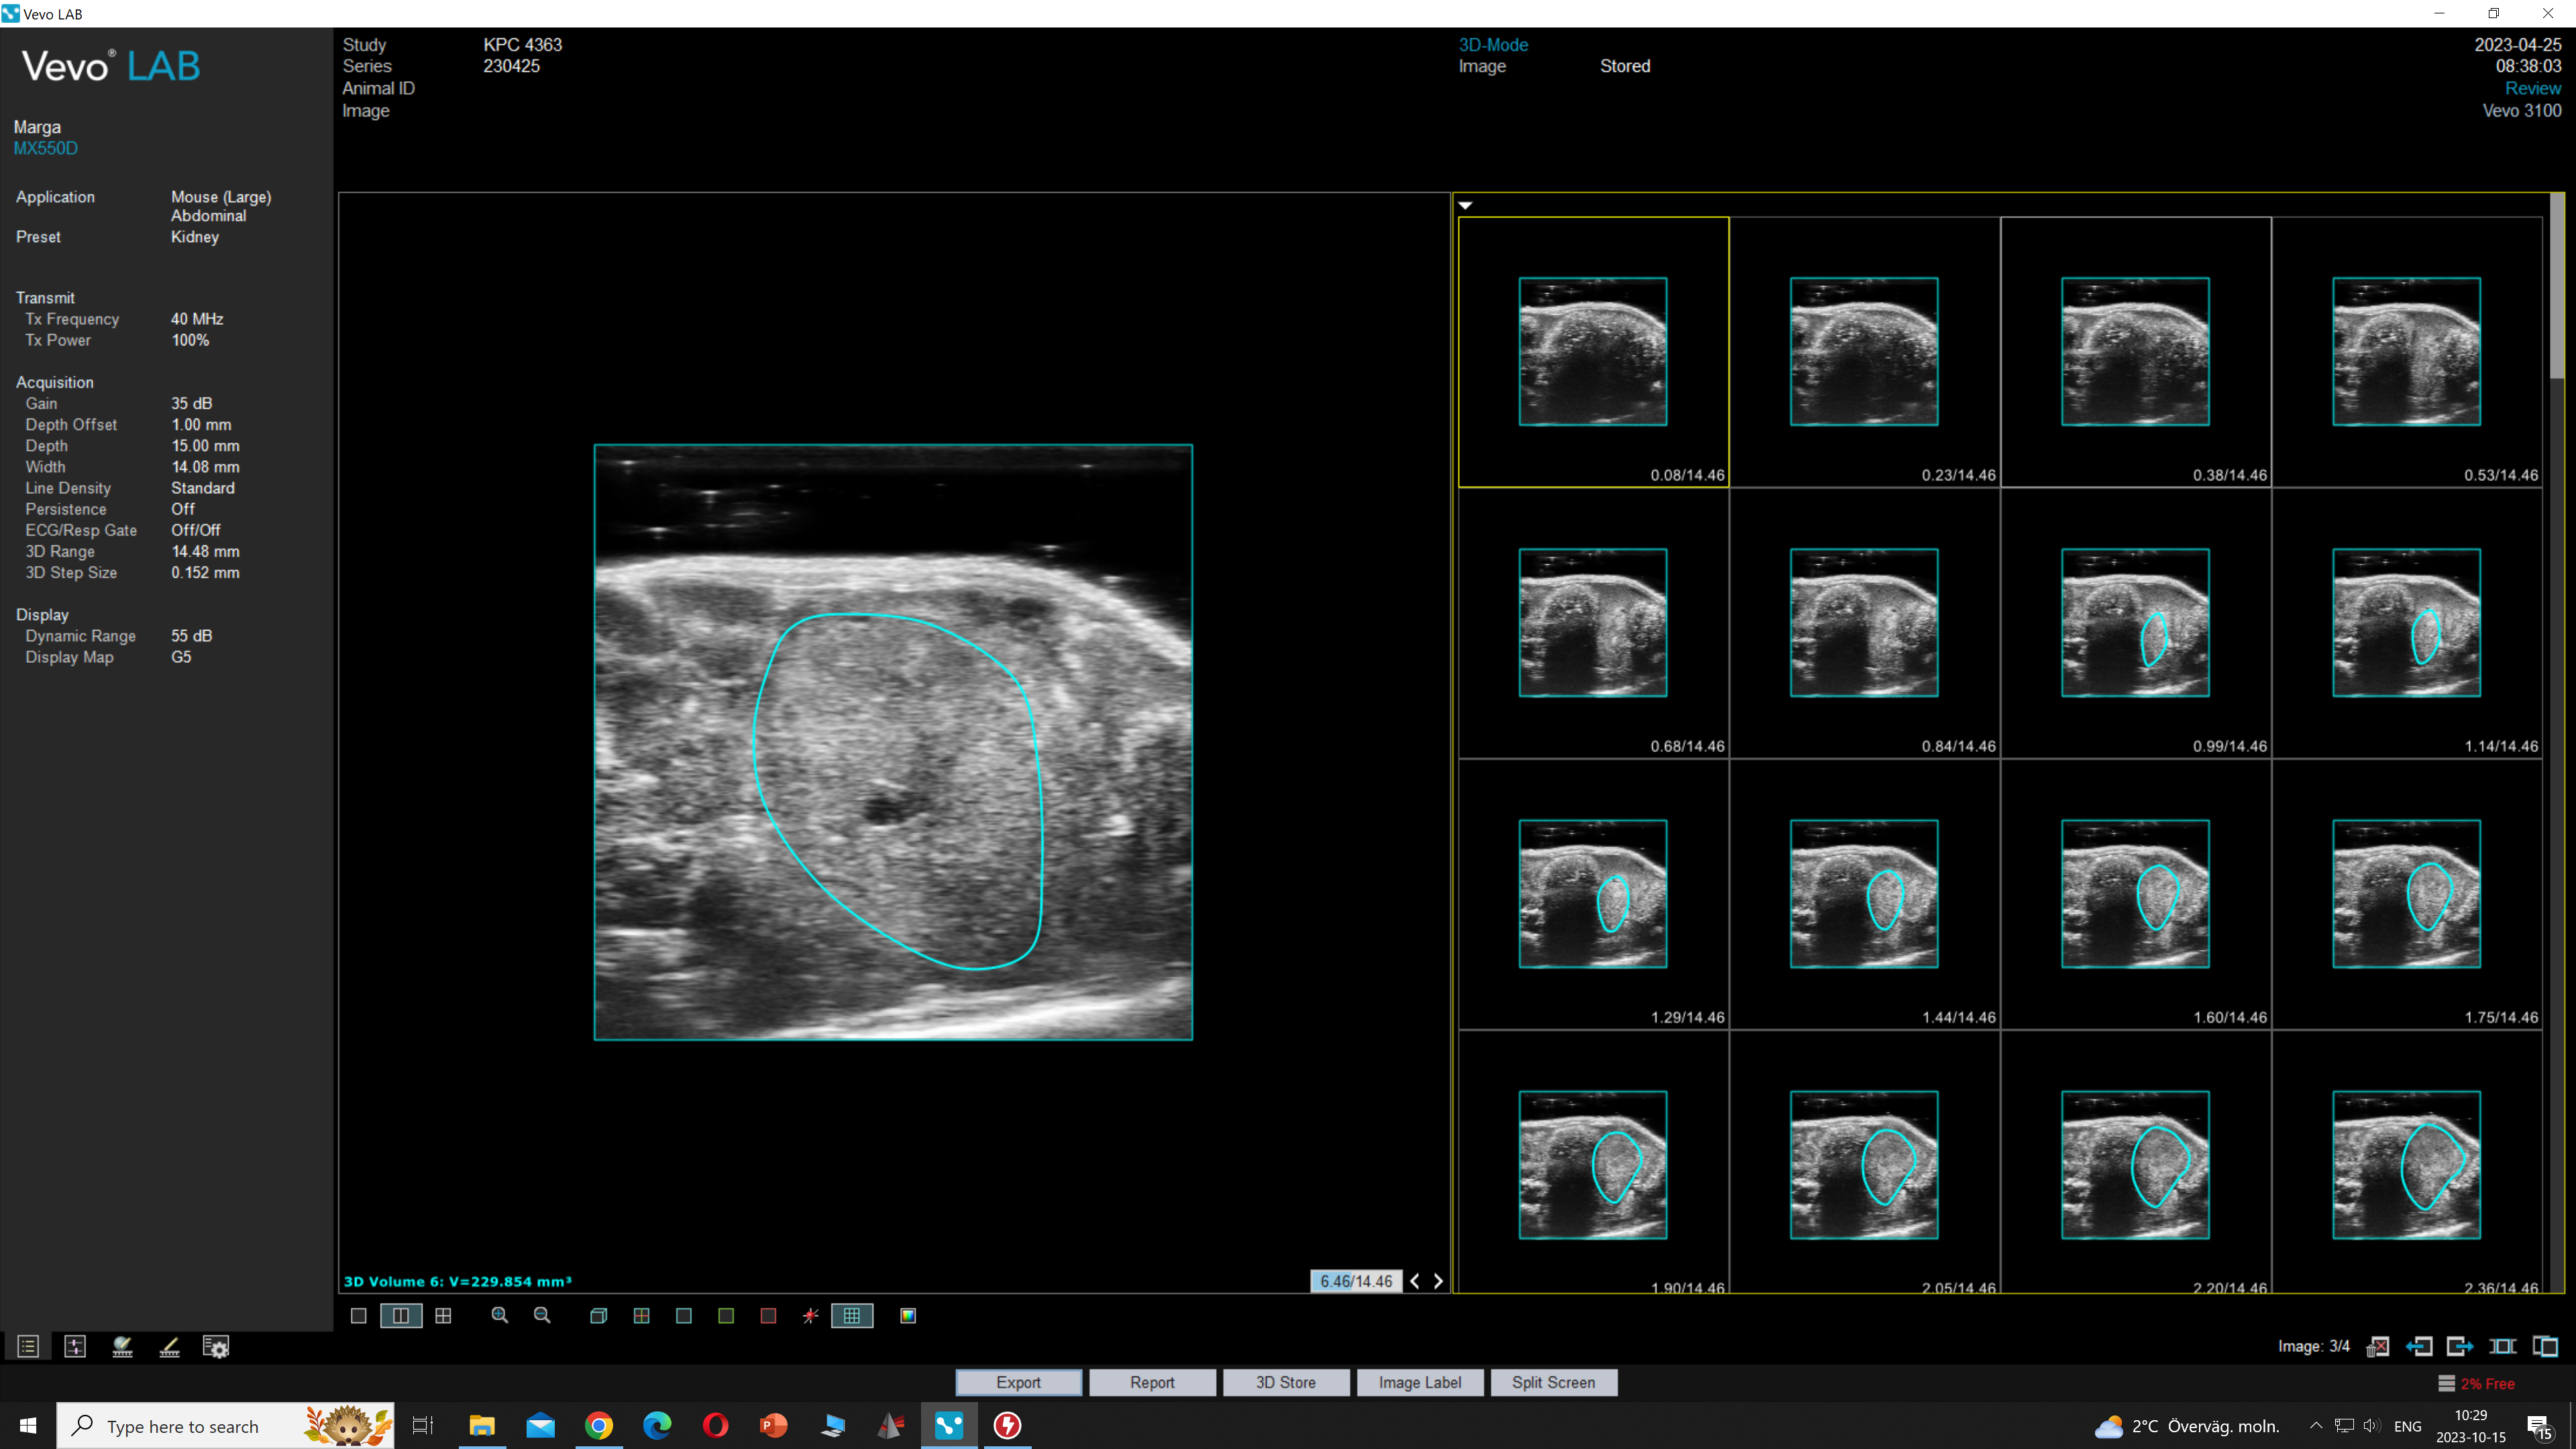 Vevo LAB
Vevo® LAB
Study KPC 4363
Series 230425
Animal ID
Image
3D-Mode
Image Stored
2023-04-25
08:38:03
Review
Vevo 3100
Marga
MX550D
Application Mouse (Large)
Abdominal
Preset Kidney
Transmit
Tx Frequency 40 MHz
Tx Power 100%
Acquisition
Gain 35 dB
Depth Offset 1.00 mm
Depth 15.00 mm
Width 14.08 mm
Line Density Standard
Persistence Off
ECG/Resp Gate Off/Off
3D Range 14.48 mm
3D Step Size 0.152 mm
Display
Dynamic Range 55 dB
Display Map G5
3D Volume 6: V=229.854 mm³
6.46/14.46
0.08/14.46 0.23/14.46 0.38/14.46 0.53/14.46
0.68/14.46 0.84/14.46 0.99/14.46 1.14/14.46
1.29/14.46 1.44/14.46 1.60/14.46 1.75/14.46
1.90/14.46 2.05/14.46 2.20/14.46 2.36/14.46
Image: 3/4
Export Report 3D Store Image Label Split Screen
2% Free
Type here to search
2°C Överväg. moln.
ENG
10:29
2023-10-15
15